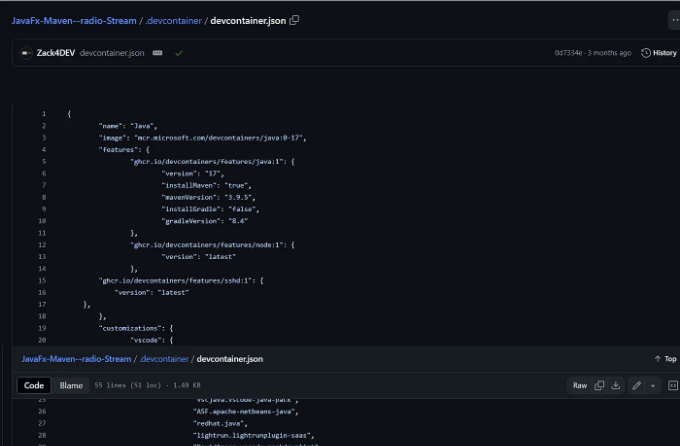 JavaFx-Maven--radio-Stream / .devcontainer / devcontainer.json
Zack4DEV devcontainer.json 0d7334e · 3 months ago History
1 {
2 "name": "Java",
3 "image": "mcr.microsoft.com/devcontainers/java:0-17",
4 "features": {
5 "ghcr.io/devcontainers/features/java:1": {
6 "version": "17",
7 "installMaven": "true",
8 "mavenVersion": "3.9.5",
9 "installGradle": "false",
10 "gradleVersion": "8.4"
11 },
12 "ghcr.io/devcontainers/features/node:1": {
13 "version": "latest"
14 },
15 "ghcr.io/devcontainers/features/sshd:1": {
16 "version": "latest"
17 },
18 },
19 "customizations": {
20 "vscode": {
JavaFx-Maven--radio-Stream / .devcontainer / devcontainer.json Top
Code Blame 55 lines (51 loc) · 1.49 KB Raw
25 "vscjava.vscode-java-pack",
26 "ASF.apache-netbeans-java",
27 "redhat.java",
28 "lightrun.lightrunplugin-saas",